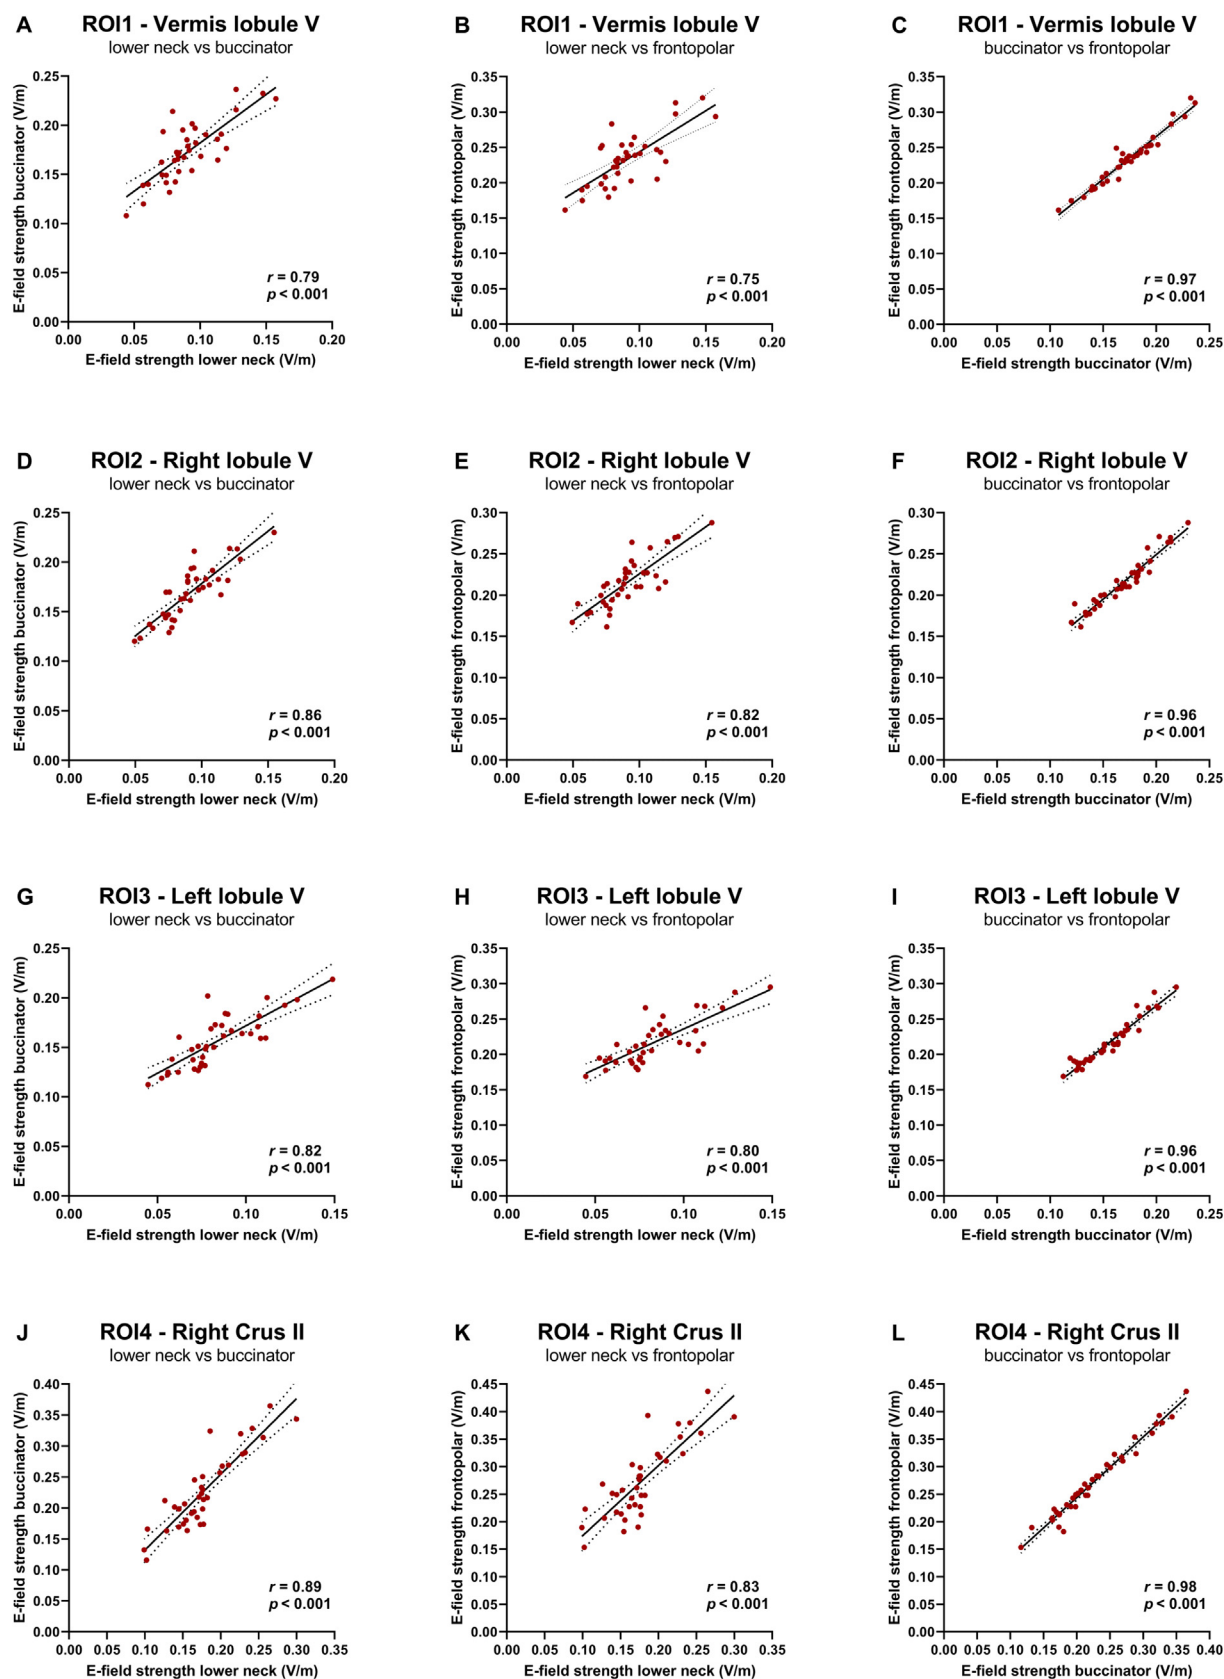 A ROI1 - Vermis lobule V
lower neck vs buccinator
E-field strength buccinator (V/m)
0.25
0.20
0.15
0.10
0.05
0.00
r = 0.79
p < 0.001
0.00 0.05 0.10 0.15 0.20
E-field strength lower neck (V/m)
B ROI1 - Vermis lobule V
lower neck vs frontopolar
E-field strength frontopolar (V/m)
0.35
0.30
0.25
0.20
0.15
0.10
0.05
0.00
r = 0.75
p < 0.001
0.00 0.05 0.10 0.15 0.20
E-field strength lower neck (V/m)
C ROI1 - Vermis lobule V
buccinator vs frontopolar
E-field strength frontopolar (V/m)
0.35
0.30
0.25
0.20
0.15
0.10
0.05
0.00
r = 0.97
p < 0.001
0.00 0.05 0.10 0.15 0.20 0.25
E-field strength buccinator (V/m)
D ROI2 - Right lobule V
lower neck vs buccinator
E-field strength buccinator (V/m)
0.25
0.20
0.15
0.10
0.05
0.00
r = 0.86
p < 0.001
0.00 0.05 0.10 0.15 0.20
E-field strength lower neck (V/m)
E ROI2 - Right lobule V
lower neck vs frontopolar
E-field strength frontopolar (V/m)
0.30
0.25
0.20
0.15
0.10
0.05
0.00
r = 0.82
p < 0.001
0.00 0.05 0.10 0.15 0.20
E-field strength lower neck (V/m)
F ROI2 - Right lobule V
buccinator vs frontopolar
E-field strength frontopolar (V/m)
0.30
0.25
0.20
0.15
0.10
0.05
0.00
r = 0.96
p < 0.001
0.00 0.05 0.10 0.15 0.20 0.25
E-field strength buccinator (V/m)
G ROI3 - Left lobule V
lower neck vs buccinator
E-field strength buccinator (V/m)
0.25
0.20
0.15
0.10
0.05
0.00
r = 0.82
p < 0.001
0.00 0.05 0.10 0.15
E-field strength lower neck (V/m)
H ROI3 - Left lobule V
lower neck vs frontopolar
E-field strength frontopolar (V/m)
0.35
0.30
0.25
0.20
0.15
0.10
0.05
0.00
r = 0.80
p < 0.001
0.00 0.05 0.10 0.15
E-field strength lower neck (V/m)
I ROI3 - Left lobule V
buccinator vs frontopolar
E-field strength frontopolar (V/m)
0.35
0.30
0.25
0.20
0.15
0.10
0.05
0.00
r = 0.96
p < 0.001
0.00 0.05 0.10 0.15 0.20 0.25
E-field strength buccinator (V/m)
J ROI4 - Right Crus II
lower neck vs buccinator
E-field strength buccinator (V/m)
0.40
0.35
0.30
0.25
0.20
0.15
0.10
0.05
0.00
r = 0.89
p < 0.001
0.00 0.05 0.10 0.15 0.20 0.25 0.30 0.35
E-field strength lower neck (V/m)
K ROI4 - Right Crus II
lower neck vs frontopolar
E-field strength frontopolar (V/m)
0.45
0.40
0.35
0.30
0.25
0.20
0.15
0.10
0.05
0.00
r = 0.83
p < 0.001
0.00 0.05 0.10 0.15 0.20 0.25 0.30 0.35
E-field strength lower neck (V/m)
L ROI4 - Right Crus II
buccinator vs frontopolar
E-field strength frontopolar (V/m)
0.45
0.40
0.35
0.30
0.25
0.20
0.15
0.10
0.05
0.00
r = 0.98
p < 0.001
0.00 0.05 0.10 0.15 0.20 0.25 0.30 0.35 0.40
E-field strength buccinator (V/m)